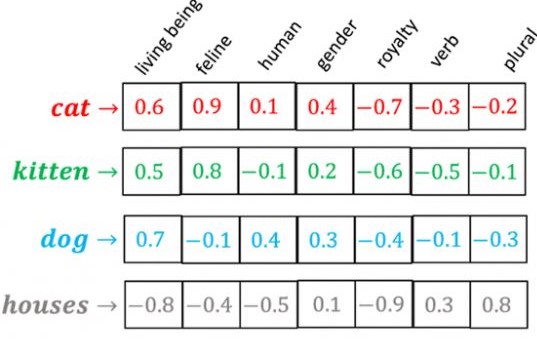 living being feline human gender royalty verb plural
cat → 0.6 0.9 0.1 0.4 −0.7 −0.3 −0.2
kitten → 0.5 0.8 −0.1 0.2 −0.6 −0.5 −0.1
dog → 0.7 −0.1 0.4 0.3 −0.4 −0.1 −0.3
houses → −0.8 −0.4 −0.5 0.1 −0.9 0.3 0.8